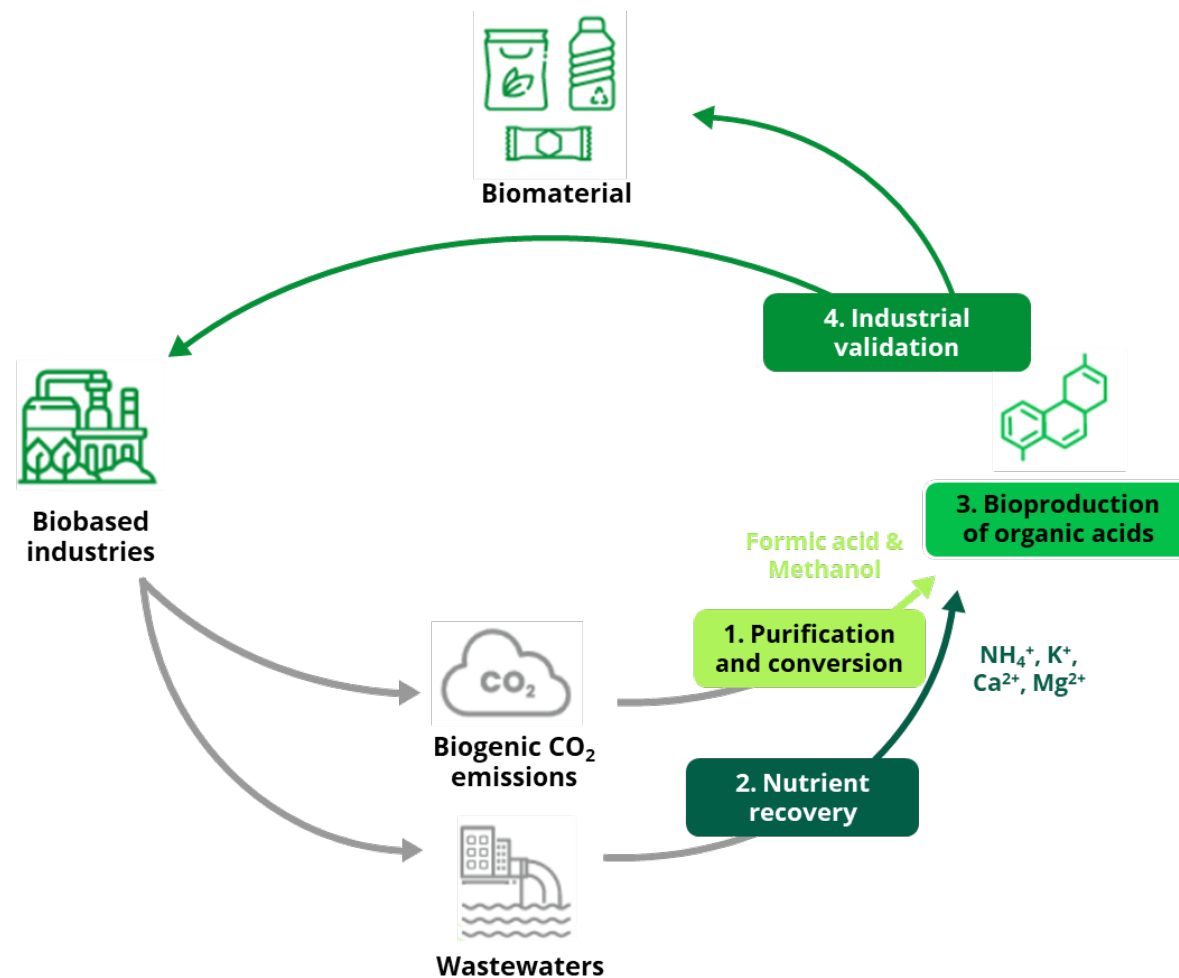 Biomaterial
4. Industrial
validation
Biobased
industries
3. Bioproduction
of organic acids
Formic acid &
Methanol
1. Purification
and conversion
NH₄⁺, K⁺,
Ca²⁺, Mg²⁺
CO₂
Biogenic CO₂
emissions
2. Nutrient
recovery
Wastewaters